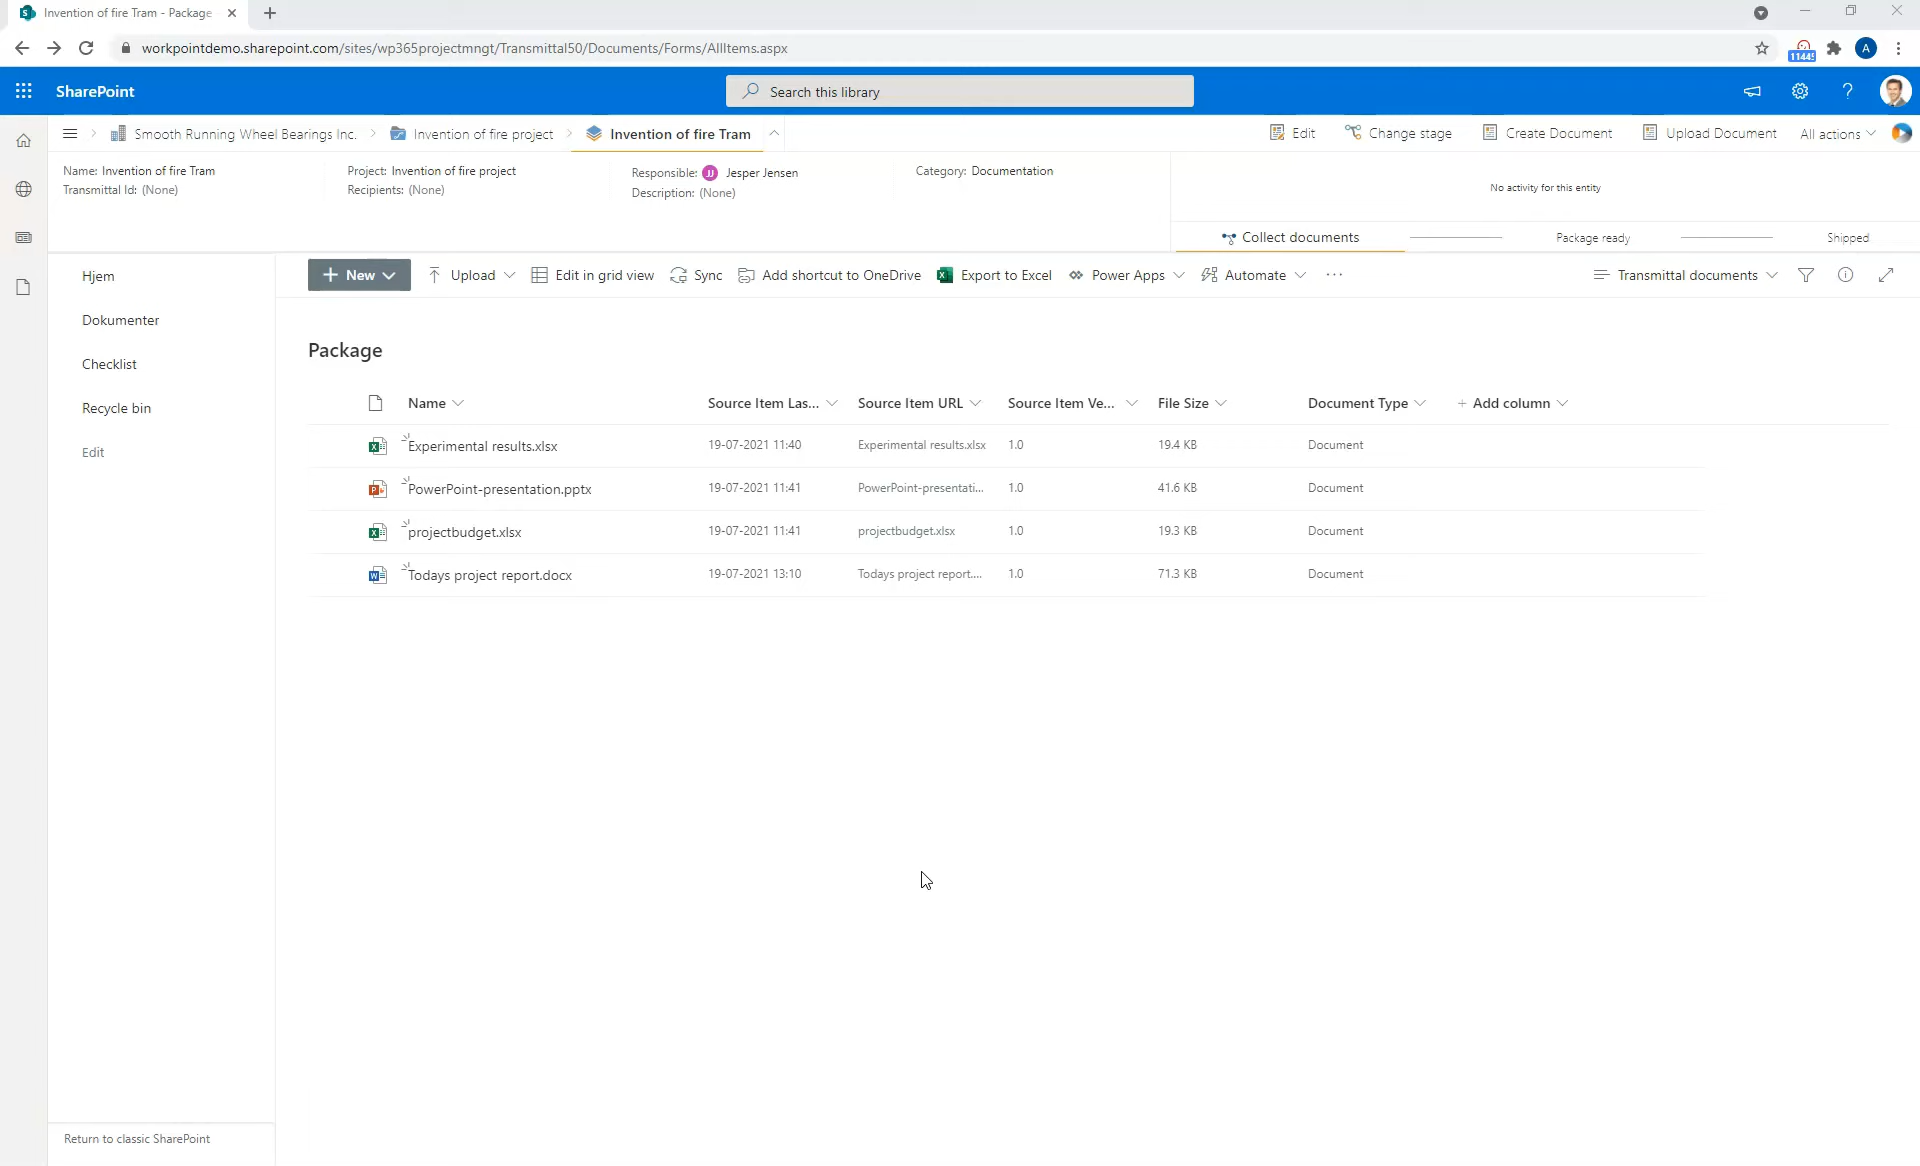 Invention of fire Tram - Package
workpointdemo.sharepoint.com/sites/wp365projectmngt/Transmittal50/Documents/Forms/AllItems.aspx
A
SharePoint
Search this library
Smooth Running Wheel Bearings Inc.
Invention of fire project
Invention of fire Tram
Edit
Change stage
Create Document
Upload Document
All actions
Name: Invention of fire Tram
Transmittal Id: (None)
Project: Invention of fire project
Recipients: (None)
Responsible: JJ Jesper Jensen
Description: (None)
Category: Documentation
No activity for this entity
Collect documents
Package ready
Shipped
Hjem
Dokumenter
Checklist
Recycle bin
Edit
+ New
Upload
Edit in grid view
Sync
Add shortcut to OneDrive
Export to Excel
Power Apps
Automate
...
Transmittal documents
Package
Name Source Item Las... Source Item URL Source Item Ve... File Size Document Type + Add column
Experimental results.xlsx 19-07-2021 11:40 Experimental results.xlsx 1.0 19.4 KB Document
PowerPoint-presentation.pptx 19-07-2021 11:41 PowerPoint-presentati... 1.0 41.6 KB Document
projectbudget.xlsx 19-07-2021 11:41 projectbudget.xlsx 1.0 19.3 KB Document
Todays project report.docx 19-07-2021 13:10 Todays project report.... 1.0 71.3 KB Document
Return to classic SharePoint